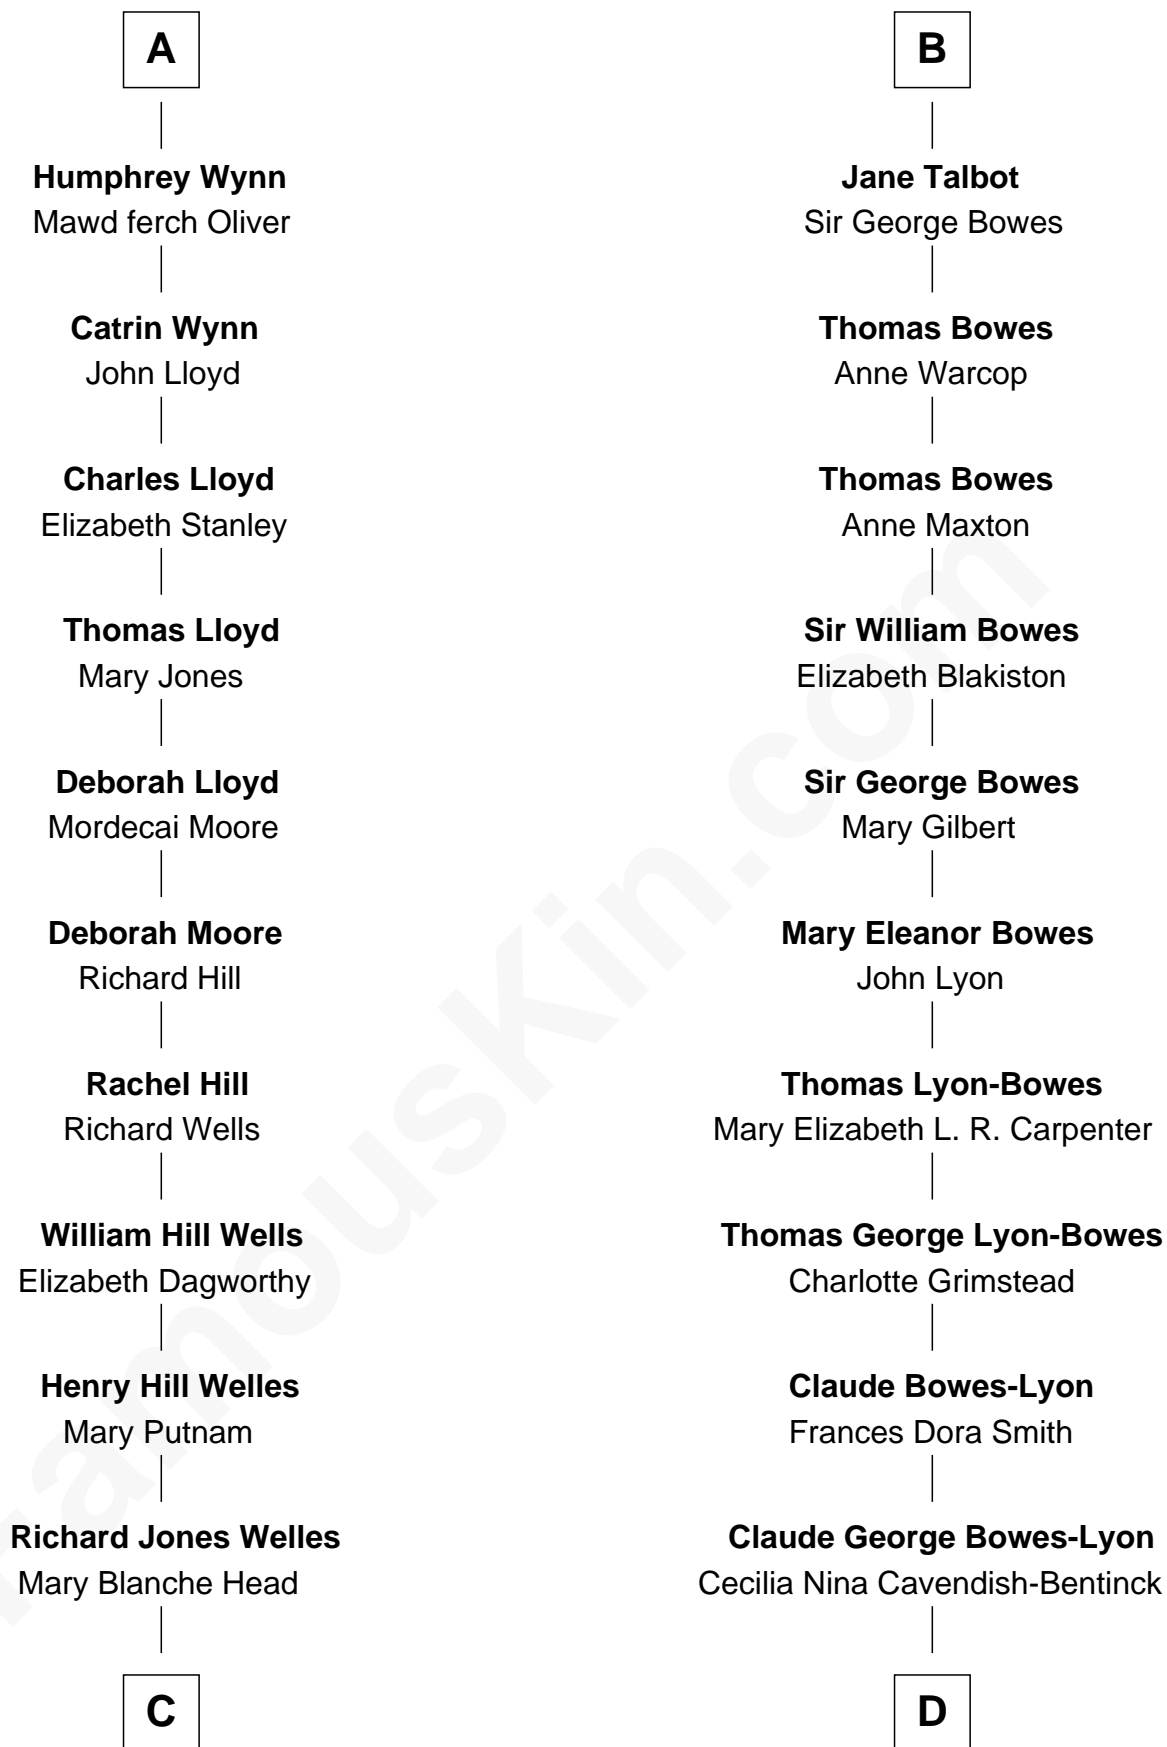 A
Humphrey Wynn
Mawd ferch Oliver
Catrin Wynn
John Lloyd
Charles Lloyd
Elizabeth Stanley
Thomas Lloyd
Mary Jones
Deborah Lloyd
Mordecai Moore
Deborah Moore
Richard Hill
Rachel Hill
Richard Wells
William Hill Wells
Elizabeth Dagworthy
Henry Hill Welles
Mary Putnam
Richard Jones Welles
Mary Blanche Head
C
B
Jane Talbot
Sir George Bowes
Thomas Bowes
Anne Warcop
Thomas Bowes
Anne Maxton
Sir William Bowes
Elizabeth Blakiston
Sir George Bowes
Mary Gilbert
Mary Eleanor Bowes
John Lyon
Thomas Lyon-Bowes
Mary Elizabeth L. R. Carpenter
Thomas George Lyon-Bowes
Charlotte Grimstead
Claude Bowes-Lyon
Frances Dora Smith
Claude George Bowes-Lyon
Cecilia Nina Cavendish-Bentinck
D
FamousKin.com